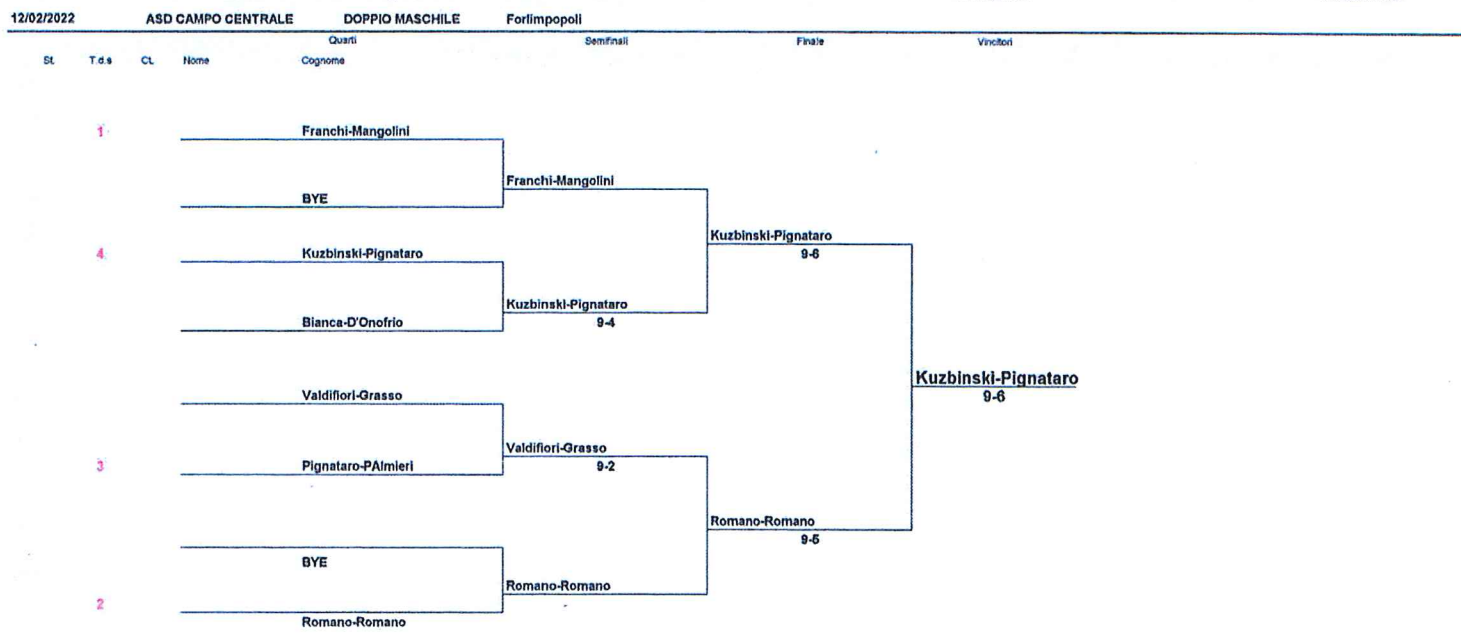 12/02/2022 ASD CAMPO CENTRALE DOPPIO MASCHILE Forlimpopoli
Quarti Semifinali Finale Vincitori
St. T.d.s Cl. Nome Cognome
1 Franchi-Mangolini
Franchi-Mangolini
BYE
Kuzbinski-Pignataro
9-6
4 Kuzbinski-Pignataro
Kuzbinski-Pignataro
9-4
Bianca-D'Onofrio
Kuzbinski-Pignataro
9-6
Valdifiori-Grasso
Valdifiori-Grasso
9-2
3 Pignataro-PAlmieri
Romano-Romano
9-5
BYE
Romano-Romano
2
Romano-Romano